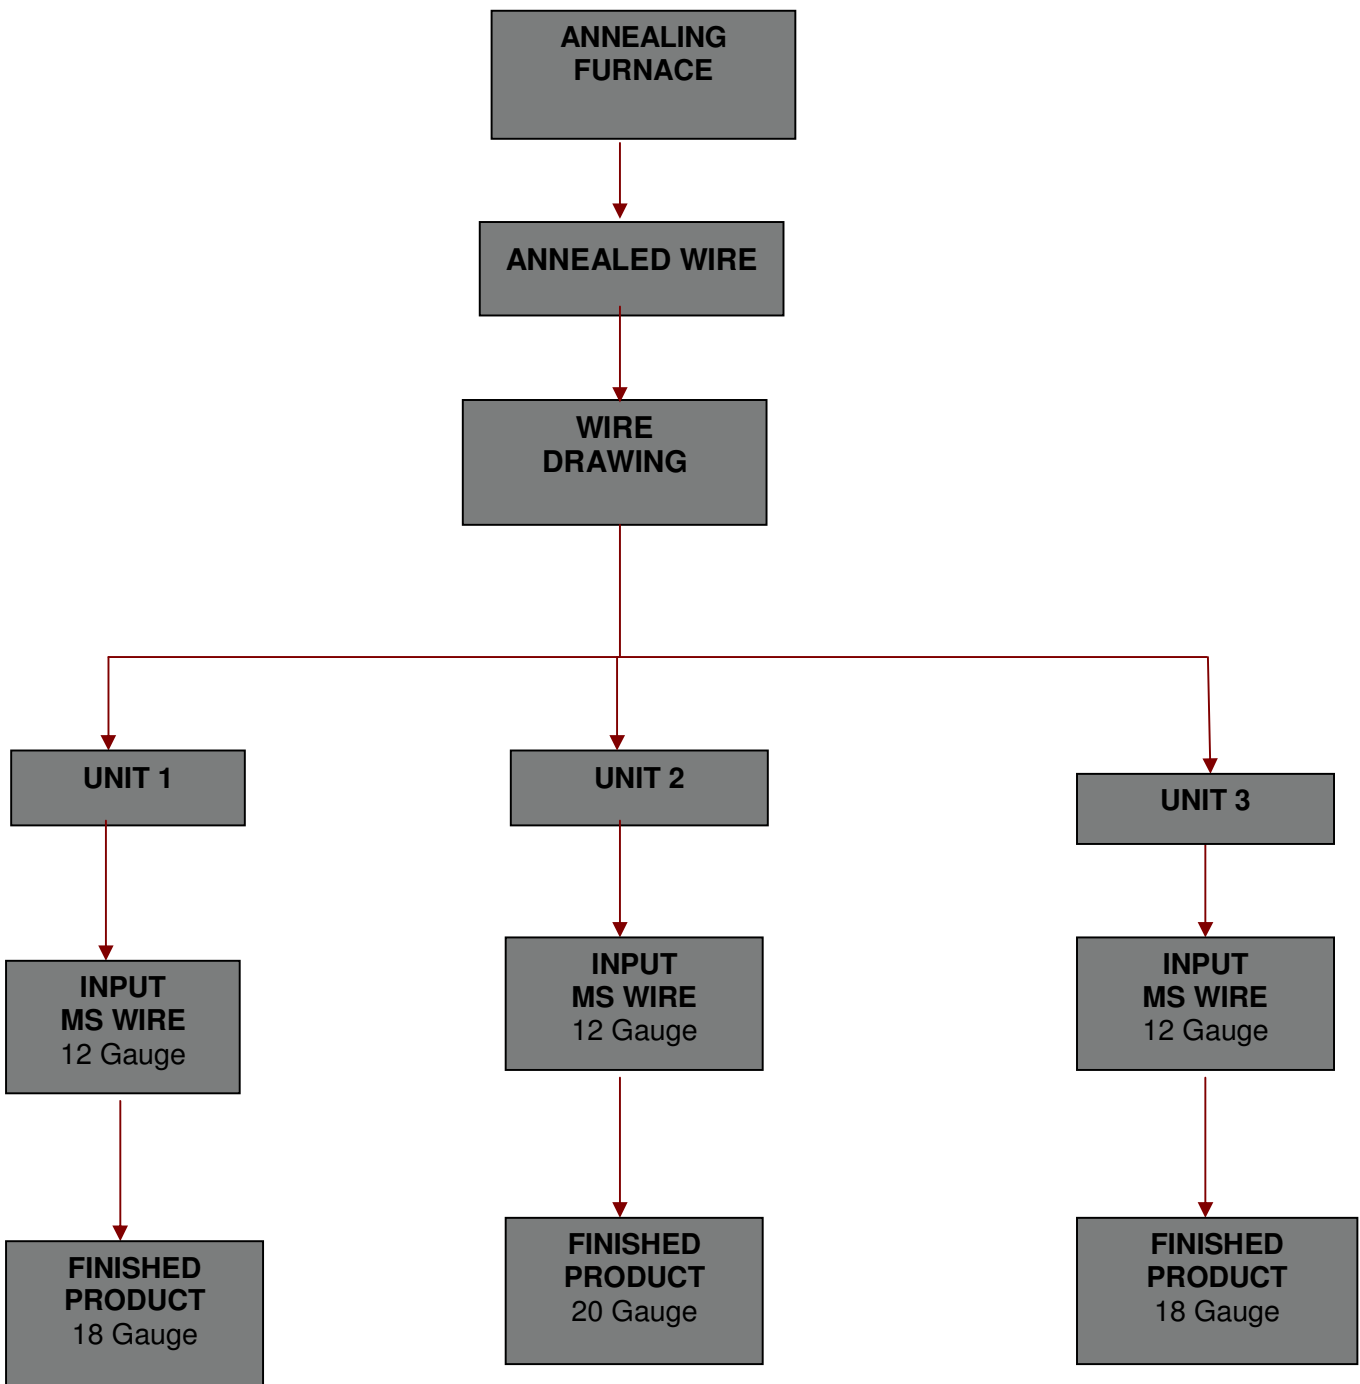 ANNEALING
FURNACE
ANNEALED WIRE
WIRE
DRAWING
UNIT 1
UNIT 2
UNIT 3
INPUT
MS WIRE
12 Gauge
INPUT
MS WIRE
12 Gauge
INPUT
MS WIRE
12 Gauge
FINISHED
PRODUCT
18 Gauge
FINISHED
PRODUCT
20 Gauge
FINISHED
PRODUCT
18 Gauge